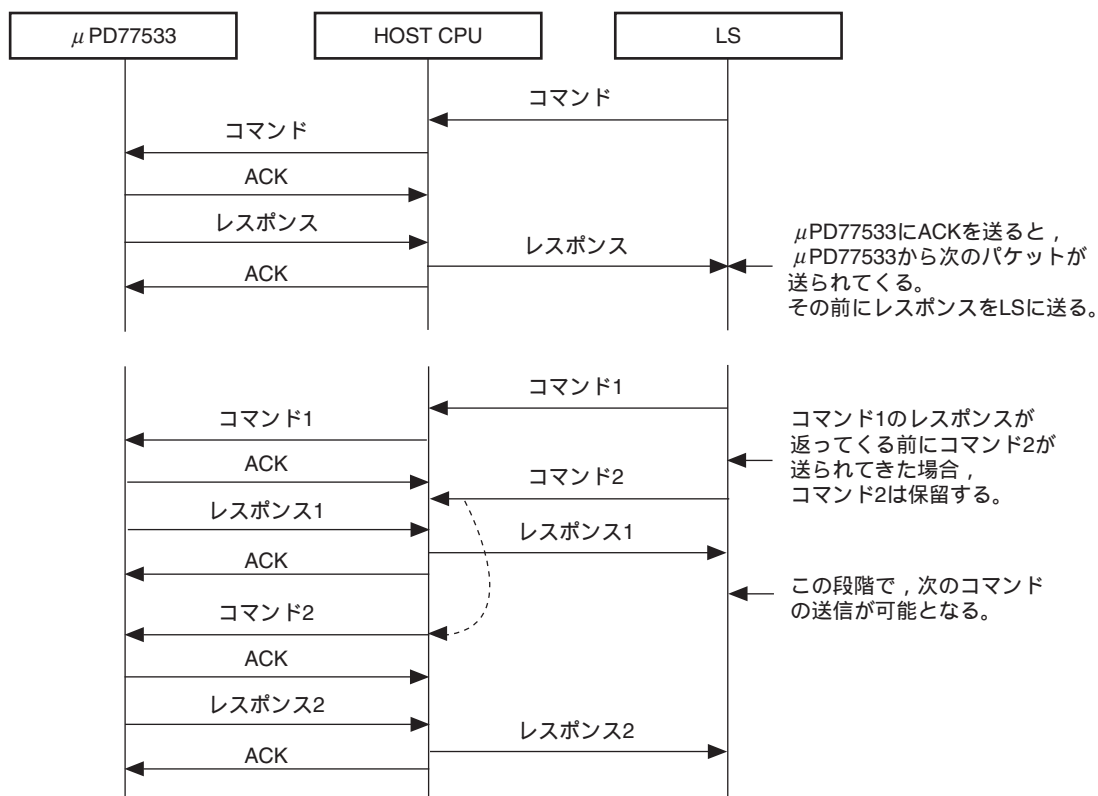 μPD77533
HOST CPU
LS
コマンド
コマンド
ACK
レスポンス
レスポンス
ACK
μPD77533にACKを送ると，
μPD77533から次のパケットが
送られてくる。
その前にレスポンスをLSに送る。
コマンド1
コマンド1
ACK
コマンド2
コマンド1のレスポンスが
返ってくる前にコマンド2が
送られてきた場合，
コマンド2は保留する。
レスポンス1
レスポンス1
ACK
この段階で，次のコマンド
の送信が可能となる。
コマンド2
ACK
レスポンス2
レスポンス2
ACK